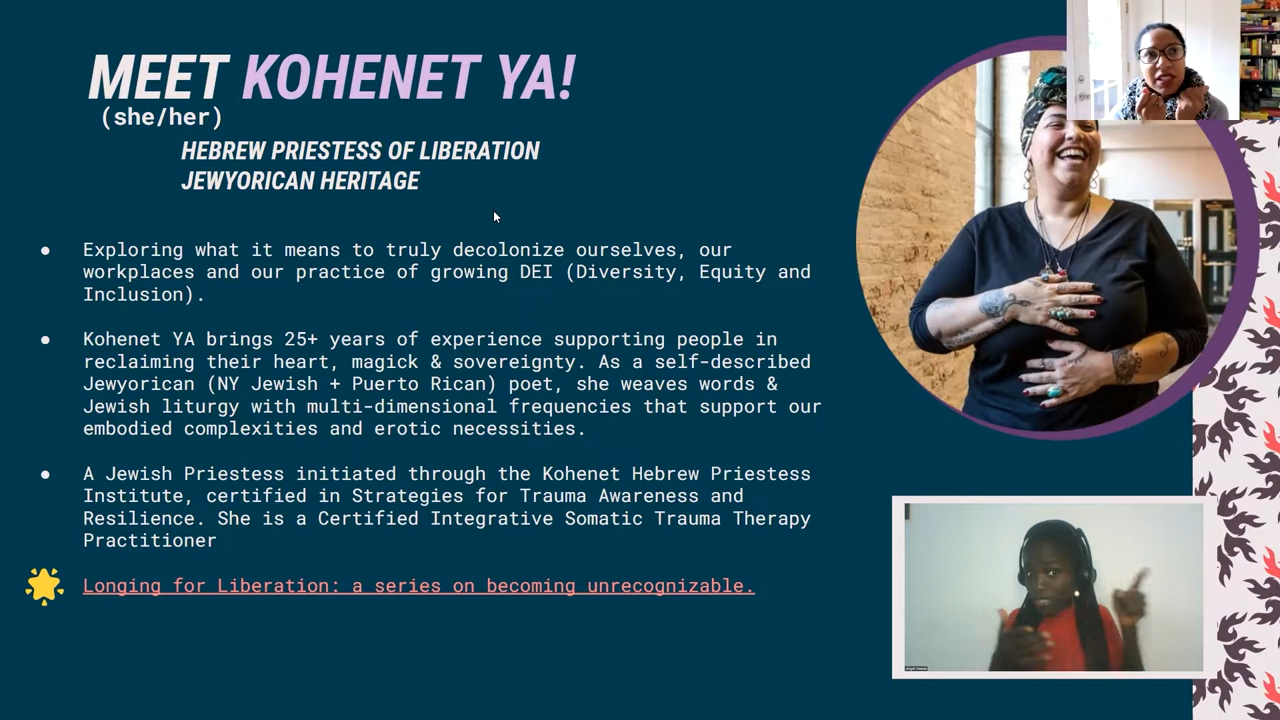 MEET KOHENET YA!
(she/her)
HEBREW PRIESTESS OF LIBERATION
JEWYORICAN HERITAGE
● Exploring what it means to truly decolonize ourselves, our
workplaces and our practice of growing DEI (Diversity, Equity and
Inclusion).
● Kohenet YA brings 25+ years of experience supporting people in
reclaiming their heart, magick & sovereignty. As a self-described
Jewyorican (NY Jewish + Puerto Rican) poet, she weaves words &
Jewish liturgy with multi-dimensional frequencies that support our
embodied complexities and erotic necessities.
● A Jewish Priestess initiated through the Kohenet Hebrew Priestess
Institute, certified in Strategies for Trauma Awareness and
Resilience. She is a Certified Integrative Somatic Trauma Therapy
Practitioner
Longing for Liberation: a series on becoming unrecognizable.